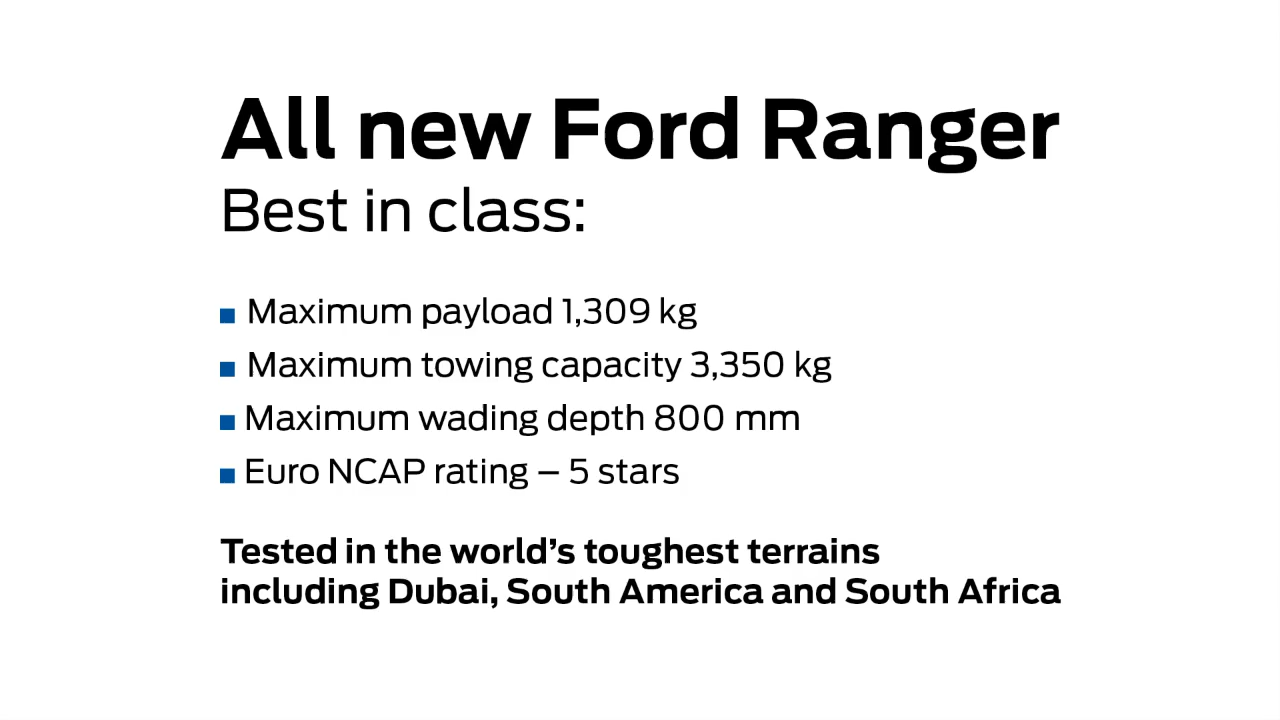 All new Ford Ranger
Best in class:
■ Maximum payload 1,309 kg
■ Maximum towing capacity 3,350 kg
■ Maximum wading depth 800 mm
■ Euro NCAP rating – 5 stars
Tested in the world’s toughest terrains
including Dubai, South America and South Africa